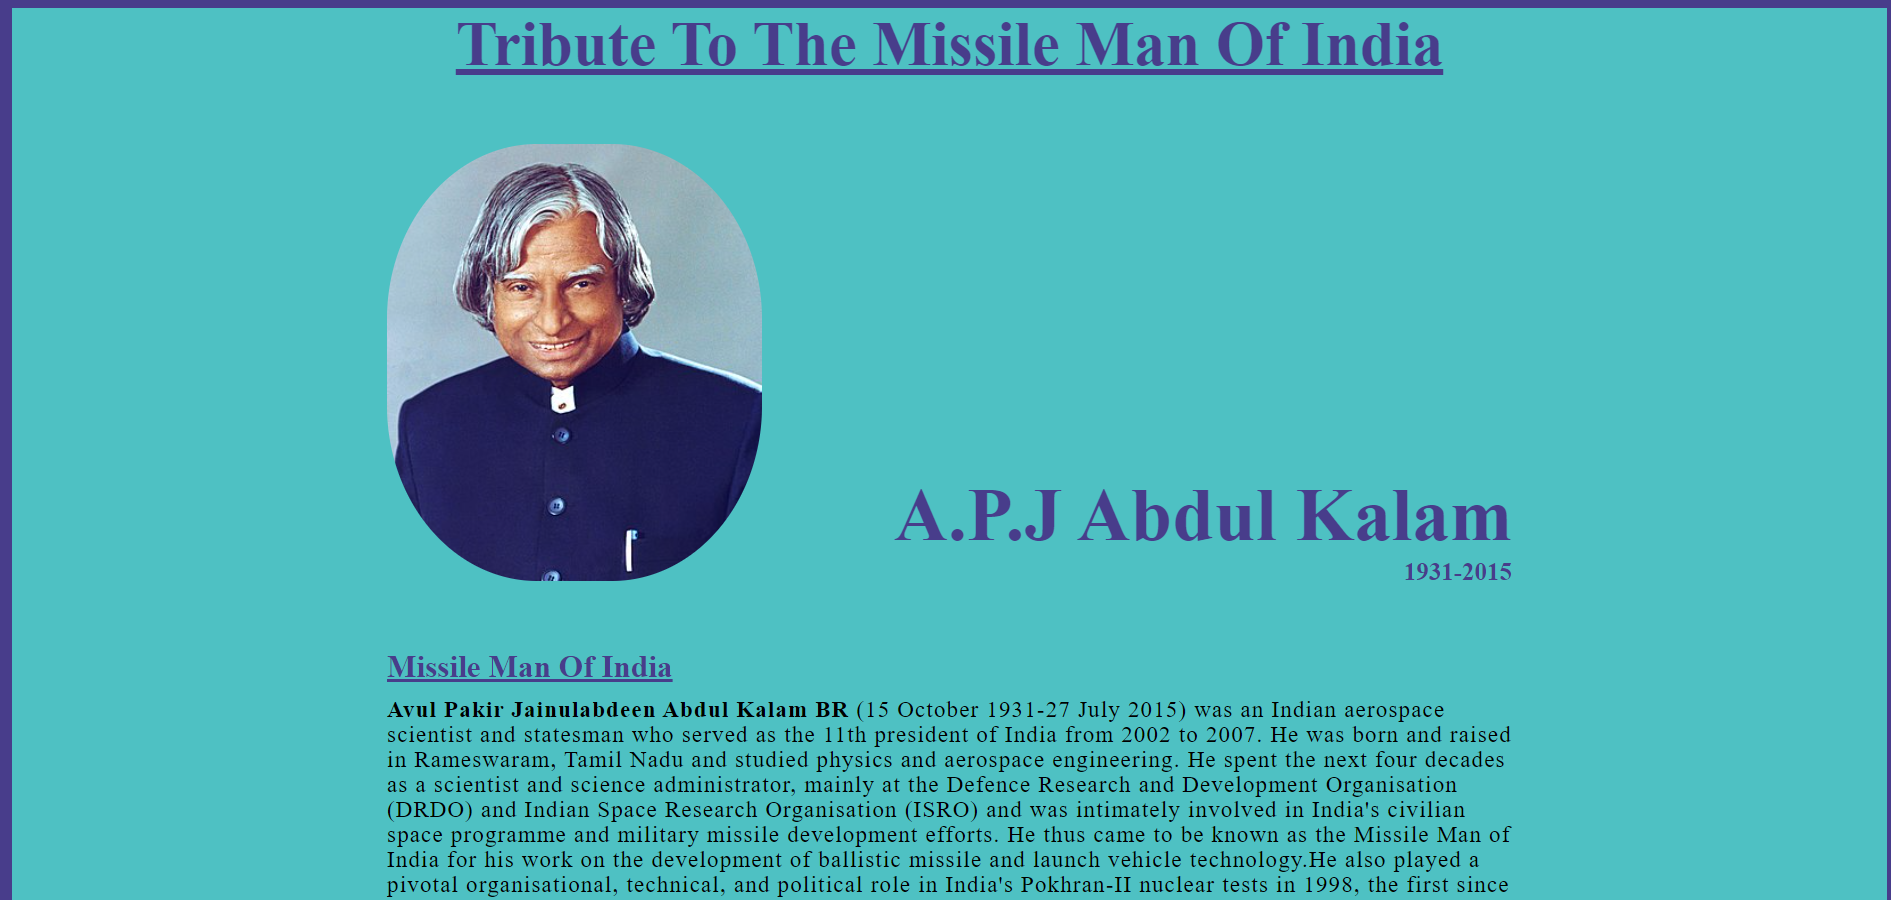 Tribute To The Missile Man Of India
A.P.J Abdul Kalam
1931-2015
Missile Man Of India
Avul Pakir Jainulabdeen Abdul Kalam BR (15 October 1931-27 July 2015) was an Indian aerospace
scientist and statesman who served as the 11th president of India from 2002 to 2007. He was born and raised
in Rameswaram, Tamil Nadu and studied physics and aerospace engineering. He spent the next four decades
as a scientist and science administrator, mainly at the Defence Research and Development Organisation
(DRDO) and Indian Space Research Organisation (ISRO) and was intimately involved in India's civilian
space programme and military missile development efforts. He thus came to be known as the Missile Man of
India for his work on the development of ballistic missile and launch vehicle technology.He also played a
pivotal organisational, technical, and political role in India's Pokhran-II nuclear tests in 1998, the first since